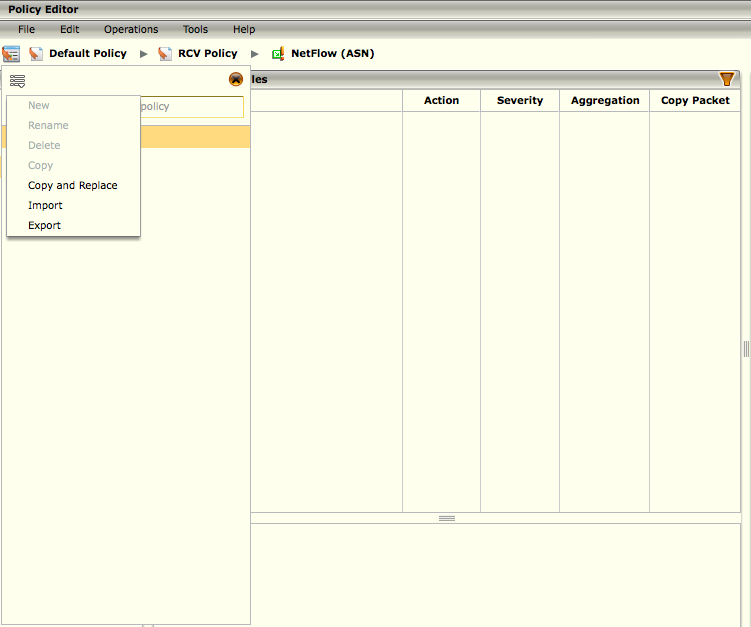 Policy Editor
File Edit Operations Tools Help
Default Policy RCV Policy NetFlow (ASN)
les
Action Severity Aggregation Copy Packet
policy
New
Rename
Delete
Copy
Copy and Replace
Import
Export